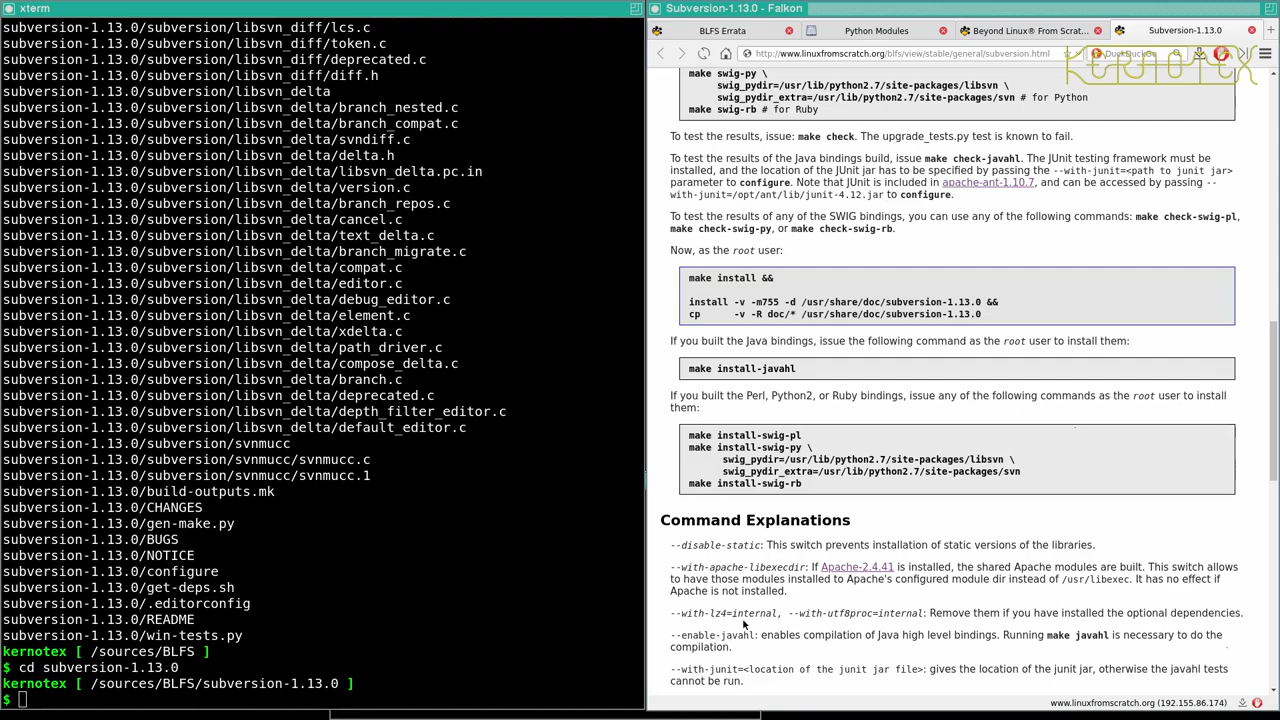 xterm
subversion-1.13.0/subversion/libsvn_diff/lcs.c
subversion-1.13.0/subversion/libsvn_diff/token.c
subversion-1.13.0/subversion/libsvn_diff/deprecated.c
subversion-1.13.0/subversion/libsvn_diff/diff.h
subversion-1.13.0/subversion/libsvn_delta
subversion-1.13.0/subversion/libsvn_delta/branch_nested.c
subversion-1.13.0/subversion/libsvn_delta/branch_compat.c
subversion-1.13.0/subversion/libsvn_delta/svndiff.c
subversion-1.13.0/subversion/libsvn_delta/delta.h
subversion-1.13.0/subversion/libsvn_delta/libsvn_delta.pc.in
subversion-1.13.0/subversion/libsvn_delta/version.c
subversion-1.13.0/subversion/libsvn_delta/branch_repos.c
subversion-1.13.0/subversion/libsvn_delta/cancel.c
subversion-1.13.0/subversion/libsvn_delta/text_delta.c
subversion-1.13.0/subversion/libsvn_delta/branch_migrate.c
subversion-1.13.0/subversion/libsvn_delta/compat.c
subversion-1.13.0/subversion/libsvn_delta/editor.c
subversion-1.13.0/subversion/libsvn_delta/debug_editor.c
subversion-1.13.0/subversion/libsvn_delta/element.c
subversion-1.13.0/subversion/libsvn_delta/xdelta.c
subversion-1.13.0/subversion/libsvn_delta/path_driver.c
subversion-1.13.0/subversion/libsvn_delta/compose_delta.c
subversion-1.13.0/subversion/libsvn_delta/branch.c
subversion-1.13.0/subversion/libsvn_delta/deprecated.c
subversion-1.13.0/subversion/libsvn_delta/depth_filter_editor.c
subversion-1.13.0/subversion/libsvn_delta/default_editor.c
subversion-1.13.0/subversion/svnmucc
subversion-1.13.0/subversion/svnmucc/svnmucc.c
subversion-1.13.0/subversion/svnmucc/svnmucc.1
subversion-1.13.0/build-outputs.mk
subversion-1.13.0/CHANGES
subversion-1.13.0/gen-make.py
subversion-1.13.0/BUGS
subversion-1.13.0/NOTICE
subversion-1.13.0/configure
subversion-1.13.0/get-deps.sh
subversion-1.13.0/.editorconfig
subversion-1.13.0/README
subversion-1.13.0/win-tests.py
kernotex [ /sources/BLFS ]
$ cd subversion-1.13.0
kernotex [ /sources/BLFS/subversion-1.13.0 ]
$
Subversion-1.13.0 - Falkon
BLFS Errata
Python Modules
Beyond Linux® From Scrat...
Subversion-1.13.0
http://www.linuxfromscratch.org/blfs/view/stable/general/subversion.html
DuckDuckGo
KERNOTEX
make swig-py \
swig_pydir=/usr/lib/python2.7/site-packages/libsvn \
swig_pydir_extra=/usr/lib/python2.7/site-packages/svn # for Python
make swig-rb # for Ruby
To test the results, issue: make check. The upgrade_tests.py test is known to fail.
To test the results of the Java bindings build, issue make check-javahl. The JUnit testing framework must be
installed, and the location of the JUnit jar has to be specified by passing the --with-junit=<path to junit jar>
parameter to configure. Note that JUnit is included in apache-ant-1.10.7, and can be accessed by passing --
with-junit=/opt/ant/lib/junit-4.12.jar to configure.
To test the results of any of the SWIG bindings, you can use any of the following commands: make check-swig-pl,
make check-swig-py, or make check-swig-rb.
Now, as the root user:
make install &&
install -v -m755 -d /usr/share/doc/subversion-1.13.0 &&
cp -v -R doc/* /usr/share/doc/subversion-1.13.0
If you built the Java bindings, issue the following command as the root user to install them:
make install-javahl
If you built the Perl, Python2, or Ruby bindings, issue any of the following commands as the root user to install
them:
make install-swig-pl
make install-swig-py \
swig_pydir=/usr/lib/python2.7/site-packages/libsvn \
swig_pydir_extra=/usr/lib/python2.7/site-packages/svn
make install-swig-rb
Command Explanations
--disable-static: This switch prevents installation of static versions of the libraries.
--with-apache-libexecdir: If Apache-2.4.41 is installed, the shared Apache modules are built. This switch allows
to have those modules installed to Apache's configured module dir instead of /usr/libexec. It has no effect if
Apache is not installed.
--with-lz4=internal, --with-utf8proc=internal: Remove them if you have installed the optional dependencies.
--enable-javahl: enables compilation of Java high level bindings. Running make javahl is necessary to do the
compilation.
--with-junit=<location of the junit jar file>: gives the location of the junit jar, otherwise the javahl tests
cannot be run.
www.linuxfromscratch.org (192.155.86.174)